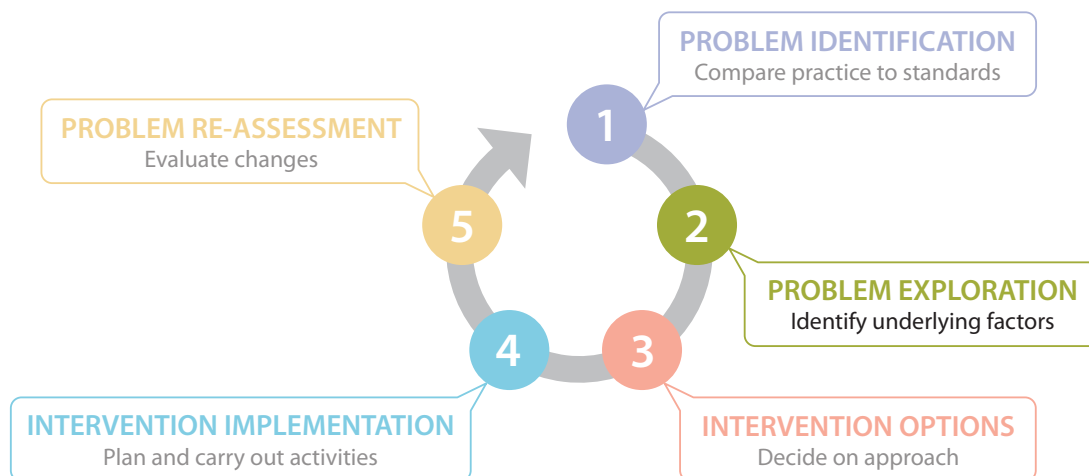 1
PROBLEM IDENTIFICATION
Compare practice to standards
2
PROBLEM EXPLORATION
Identify underlying factors
3
INTERVENTION OPTIONS
Decide on approach
4
INTERVENTION IMPLEMENTATION
Plan and carry out activities
5
PROBLEM RE-ASSESSMENT
Evaluate changes